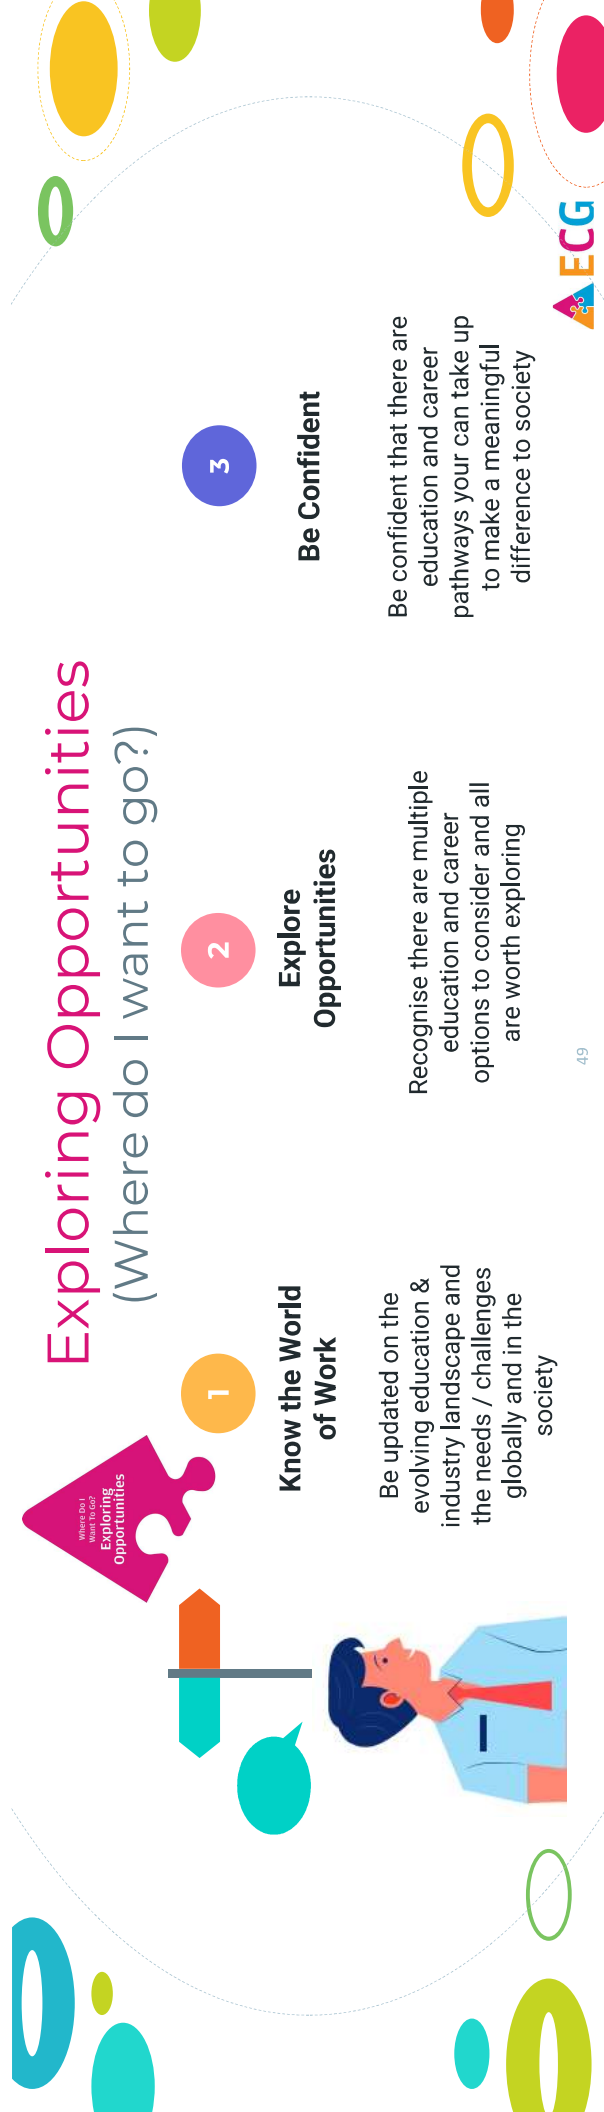 Exploring Opportunities
(Where do I want to go?)
Where Do I
Want To Go?
Exploring
Opportunities
1
Know the World
of Work
Be updated on the
evolving education &
industry landscape and
the needs / challenges
globally and in the
society
2
Explore
Opportunities
Recognise there are multiple
education and career
options to consider and all
are worth exploring
3
Be Confident
Be confident that there are
education and career
pathways your can take up
to make a meaningful
difference to society
49
ECG